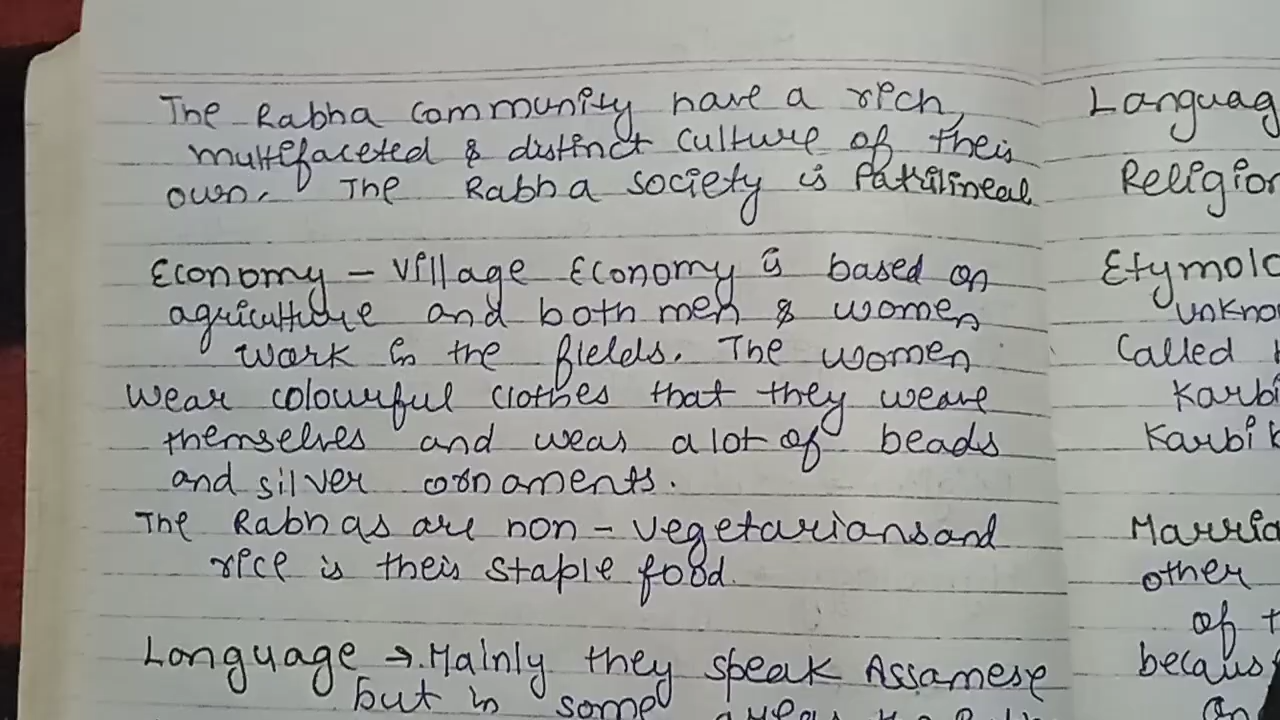 The Rabha Community have a rich,
multifaceted & distinct culture of their
own. The Rabha society is Patrilineal
Economy - Village Economy is based on
agriculture and both men & women
work in the fields. The women
wear colourful clothes that they weave
themselves and wear a lot of beads
and silver ornaments.
The Rabhas are non-vegetarians and
rice is their staple food.
Language → Mainly they speak Assamese
but in some areas
Languag
Religion
Etymolo
unkno
Called
Karbi
Karbi
Marria
other
of t
becaus